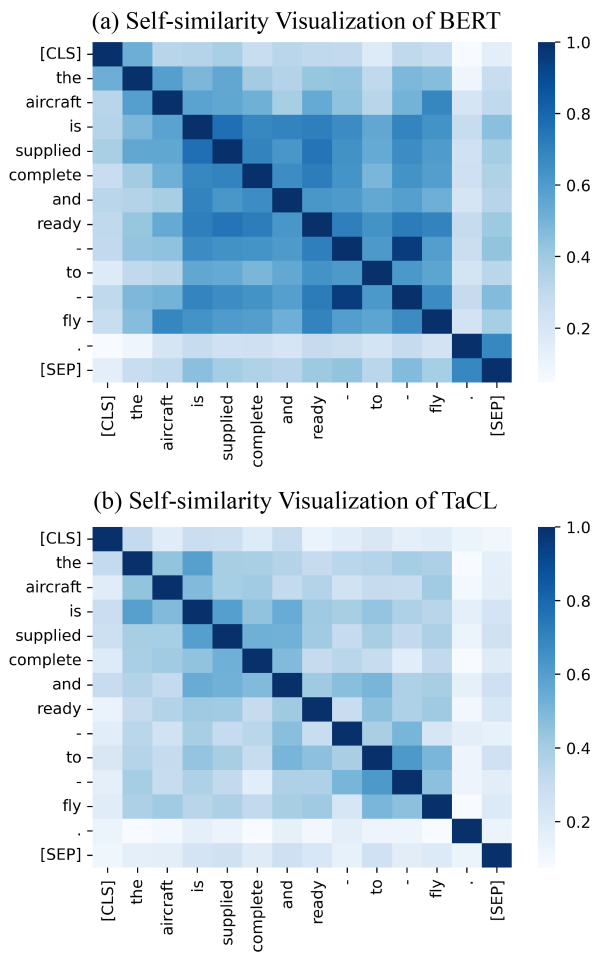 (a) Self-similarity Visualization of BERT
[CLS]
the
aircraft
is
supplied
complete
and
ready
-
to
-
fly
.
[SEP]
1.0
0.8
0.6
0.4
0.2
[CLS] the aircraft is supplied complete and ready - to - fly . [SEP]
(b) Self-similarity Visualization of TaCL
[CLS]
the
aircraft
is
supplied
complete
and
ready
-
to
-
fly
.
[SEP]
1.0
0.8
0.6
0.4
0.2
[CLS] the aircraft is supplied complete and ready - to - fly . [SEP]